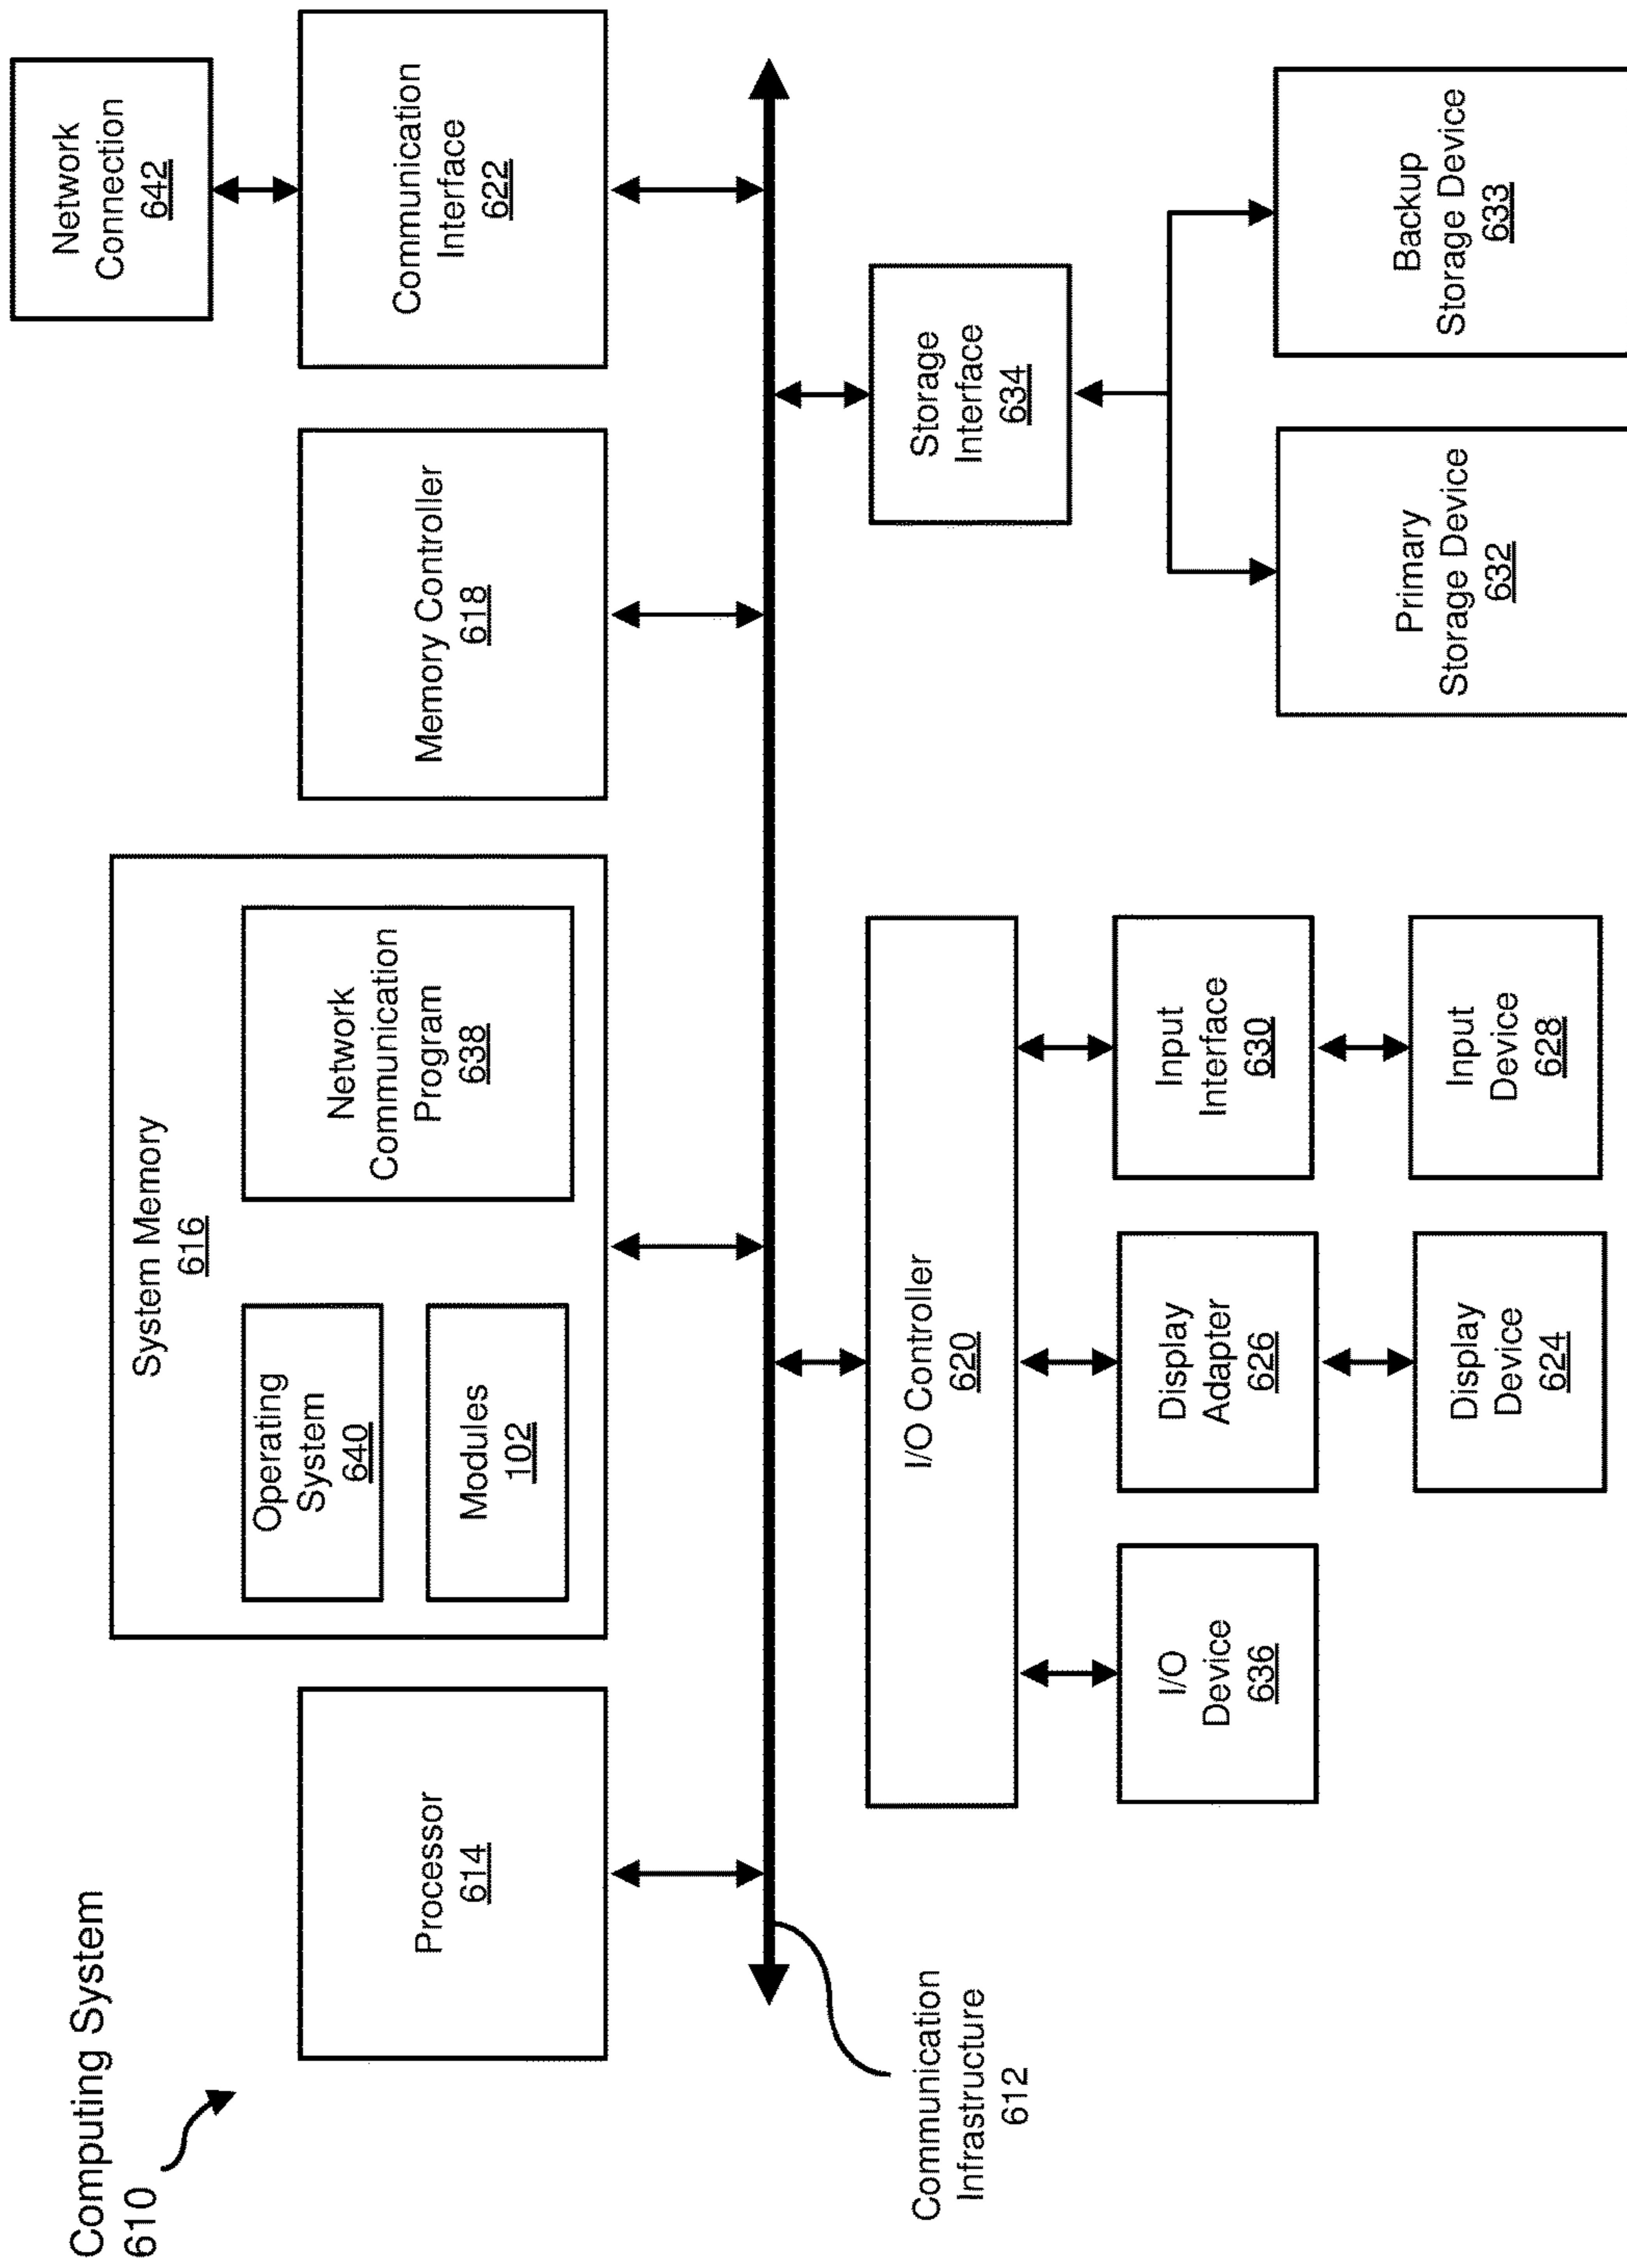 Computing System
610
Processor
614
System Memory
616
Operating
System
640
Modules
102
Network
Communication
Program
638
Memory Controller
618
Network
Connection
642
Communication
Interface
622
Communication
Infrastructure
612
I/O Controller
620
I/O
Device
636
Display
Adapter
626
Input
Interface
630
Display
Device
624
Input
Device
628
Storage
Interface
634
Primary
Storage Device
632
Backup
Storage Device
633